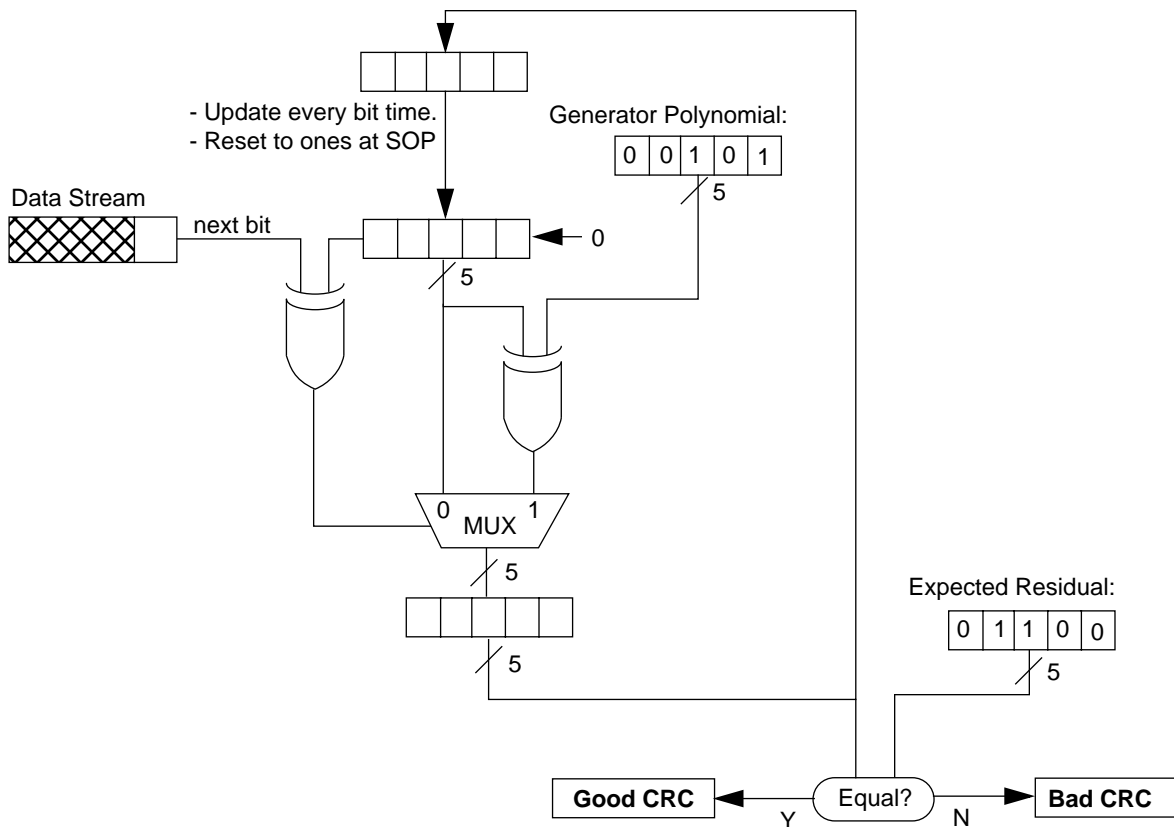 - Update every bit time.
- Reset to ones at SOP
Generator Polynomial:
0 0 1 0 1
5
Data Stream
next bit
0
5
0 1
MUX
5
5
Expected Residual:
0 1 1 0 0
5
Good CRC
Y
Equal?
N
Bad CRC